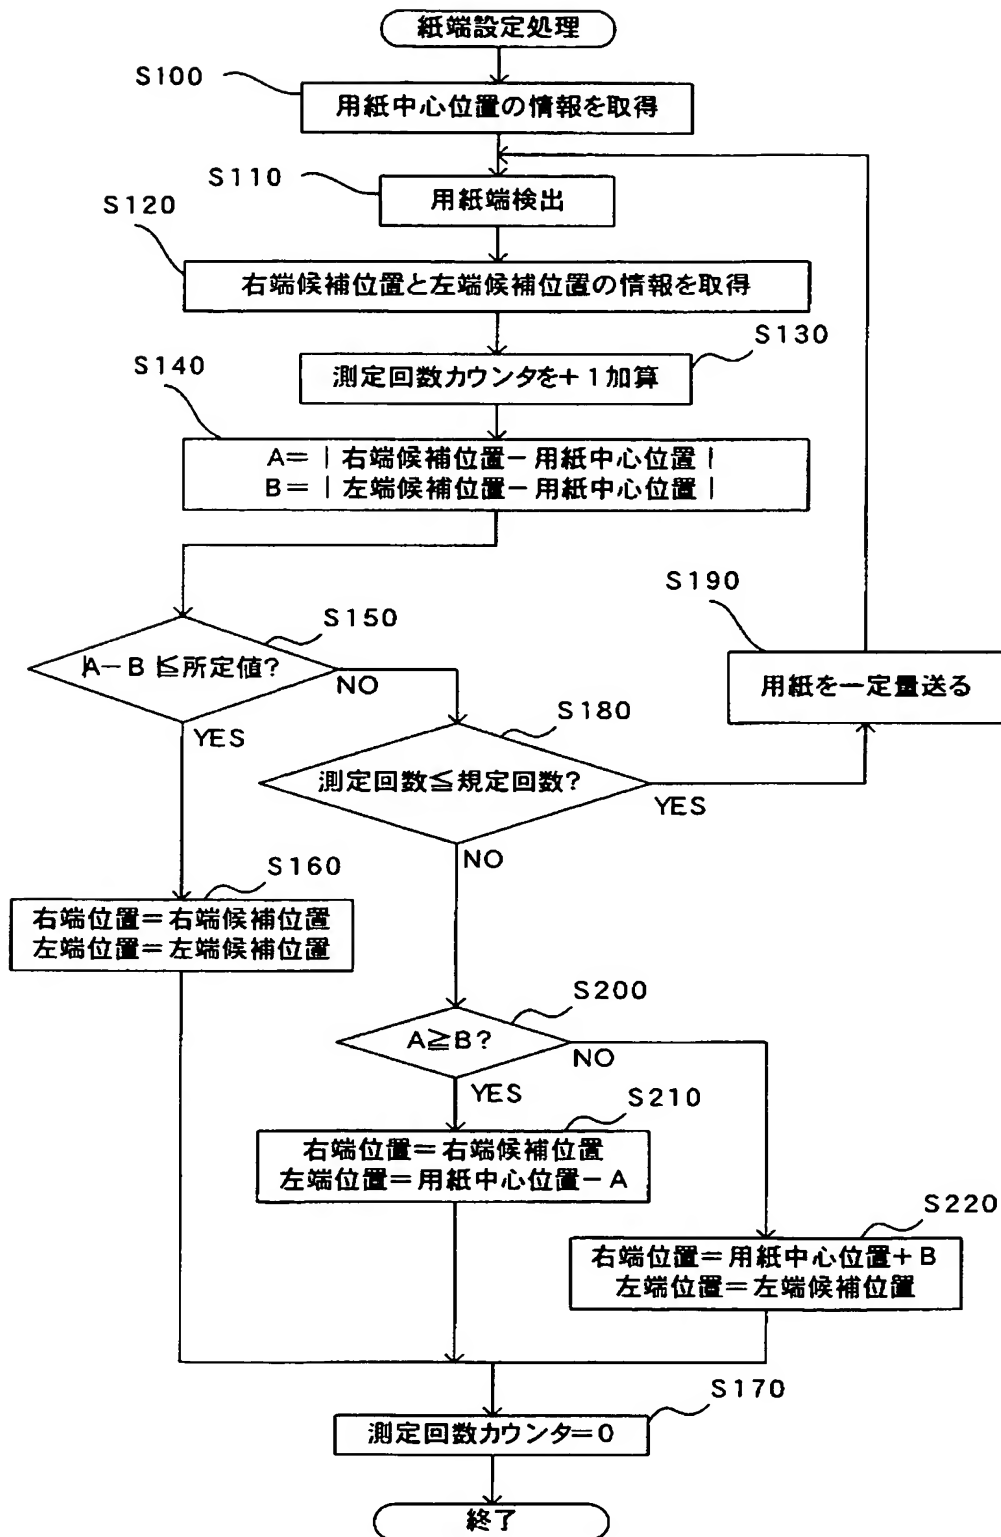 紙端設定処理
S100
用紙中心位置の情報を取得
S110
用紙端検出
S120
右端候補位置と左端候補位置の情報を取得
S130
測定回数カウンタを+1加算
S140
A=|右端候補位置-用紙中心位置|
B=|左端候補位置-用紙中心位置|
S150
|A-B|≦所定値?
NO
YES
S190
用紙を一定量送る
S180
測定回数≦規定回数?
YES
NO
S160
右端位置=右端候補位置
左端位置=左端候補位置
S200
A≧B?
NO
YES
S210
右端位置=右端候補位置
左端位置=用紙中心位置-A
S220
右端位置=用紙中心位置+B
左端位置=左端候補位置
S170
測定回数カウンタ=0
終了